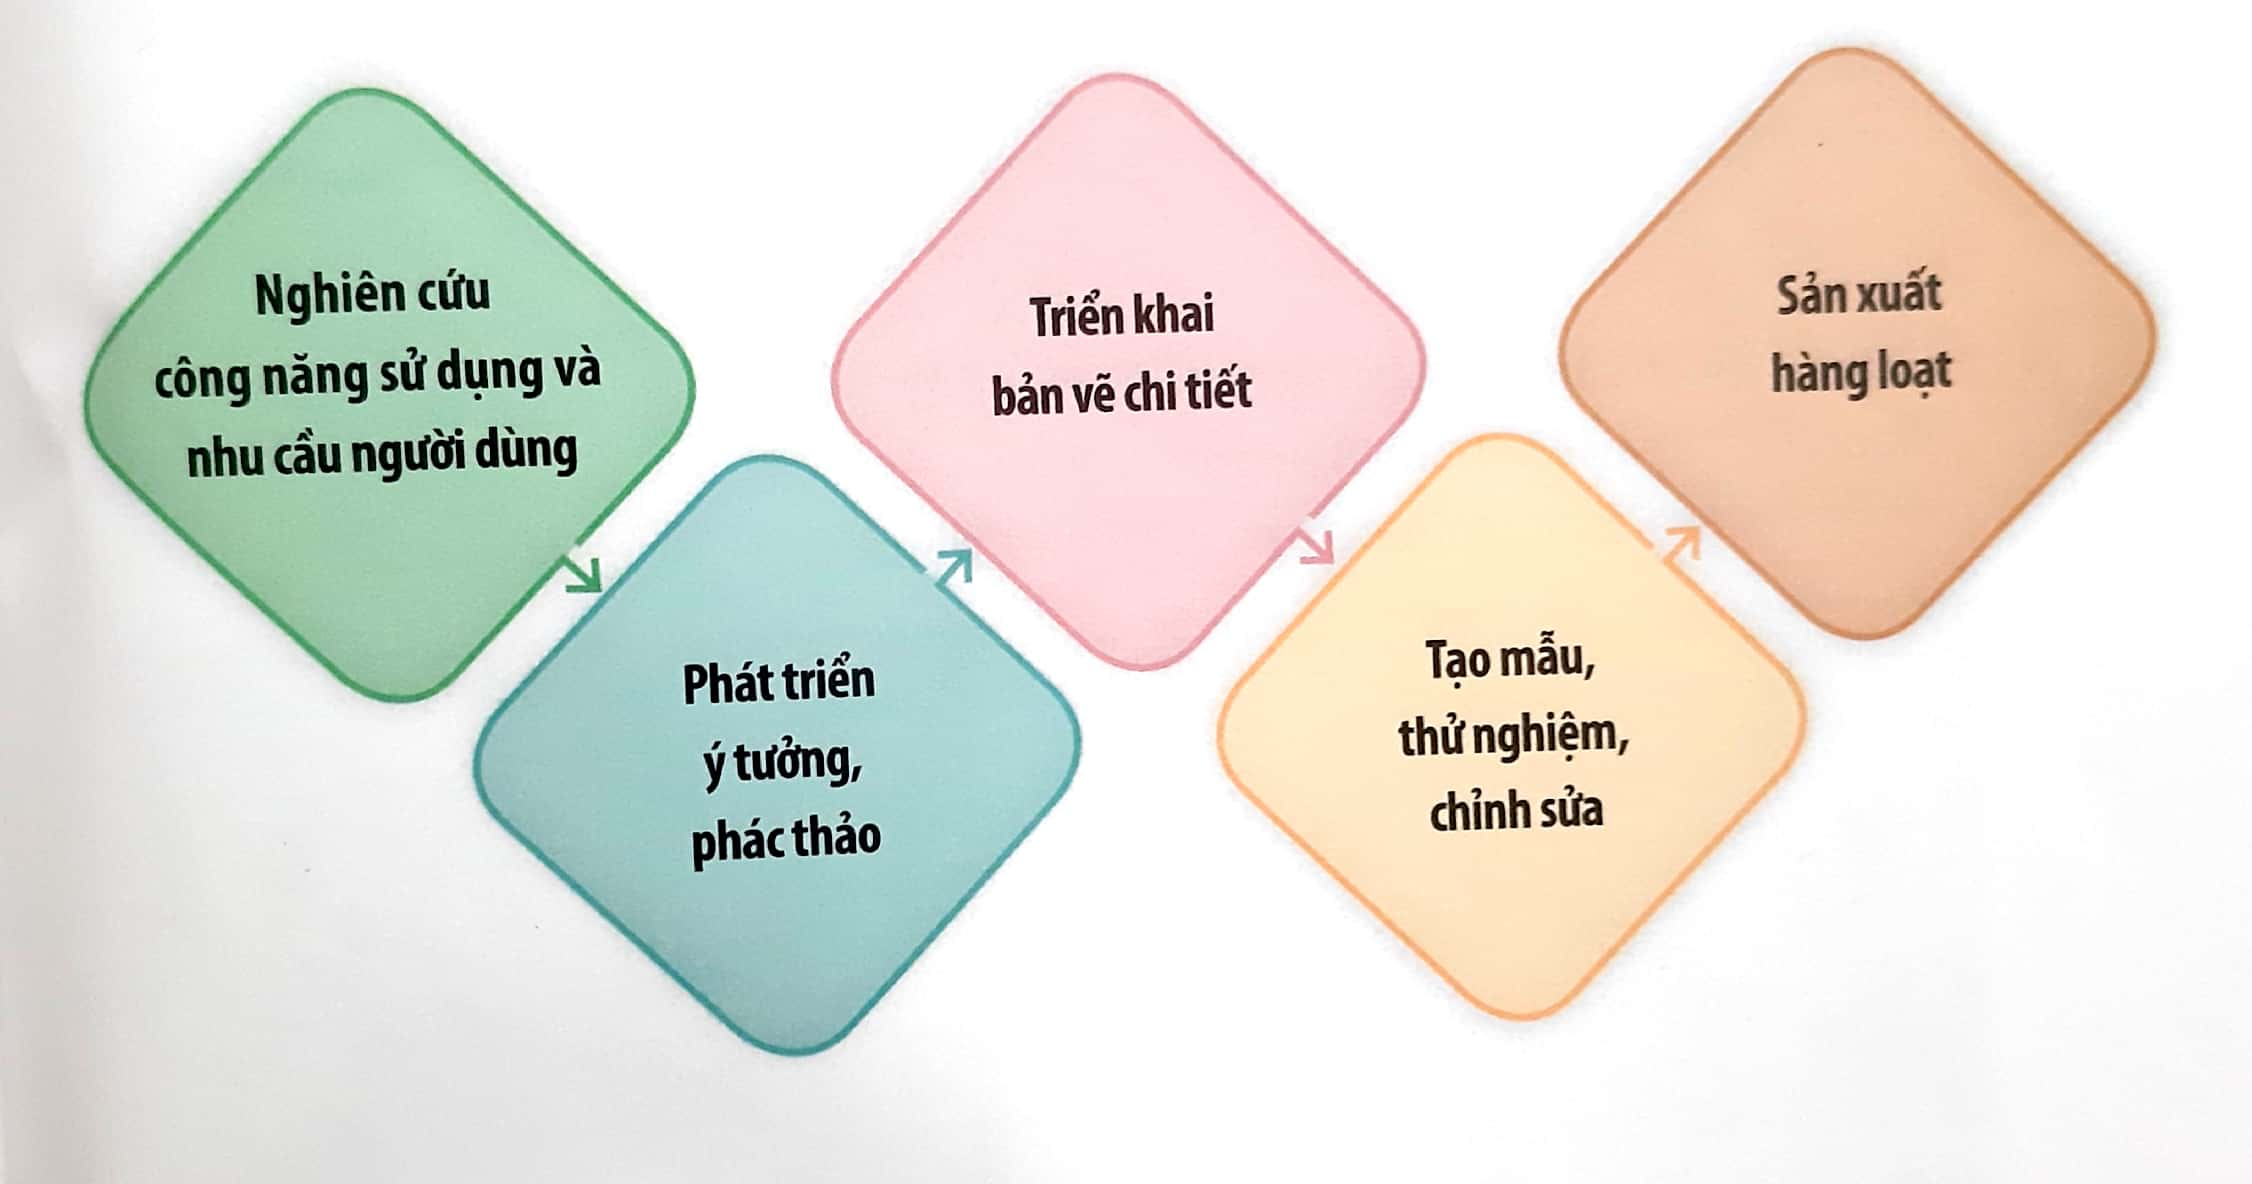 Nghiên cứu
công năng sử dụng và
nhu cầu người dùng
Phát triển
ý tưởng,
phác thảo
Triển khai
bản vẽ chi tiết
Tạo mẫu,
thử nghiệm,
chỉnh sửa
Sản xuất
hàng loạt